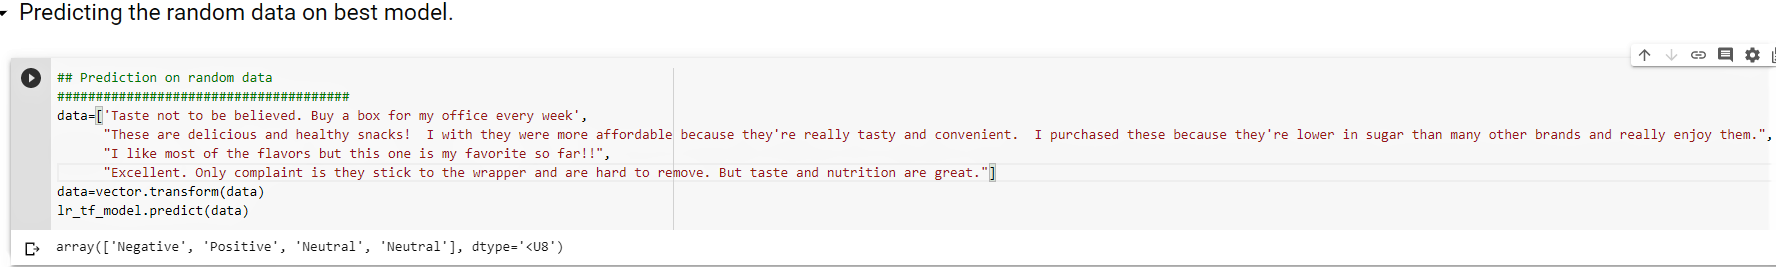 Predicting the random data on best model.
## Prediction on random data
######################################
data=['Taste not to be believed. Buy a box for my office every week',
"These are delicious and healthy snacks!  I with they were more affordable because they're really tasty and convenient.  I purchased these because they're lower in sugar than many other brands and really enjoy them.",
"I like most of the flavors but this one is my favorite so far!!",
"Excellent. Only complaint is they stick to the wrapper and are hard to remove. But taste and nutrition are great."]
data=vector.transform(data)
lr_tf_model.predict(data)
array(['Negative', 'Positive', 'Neutral', 'Neutral'], dtype='<U8')